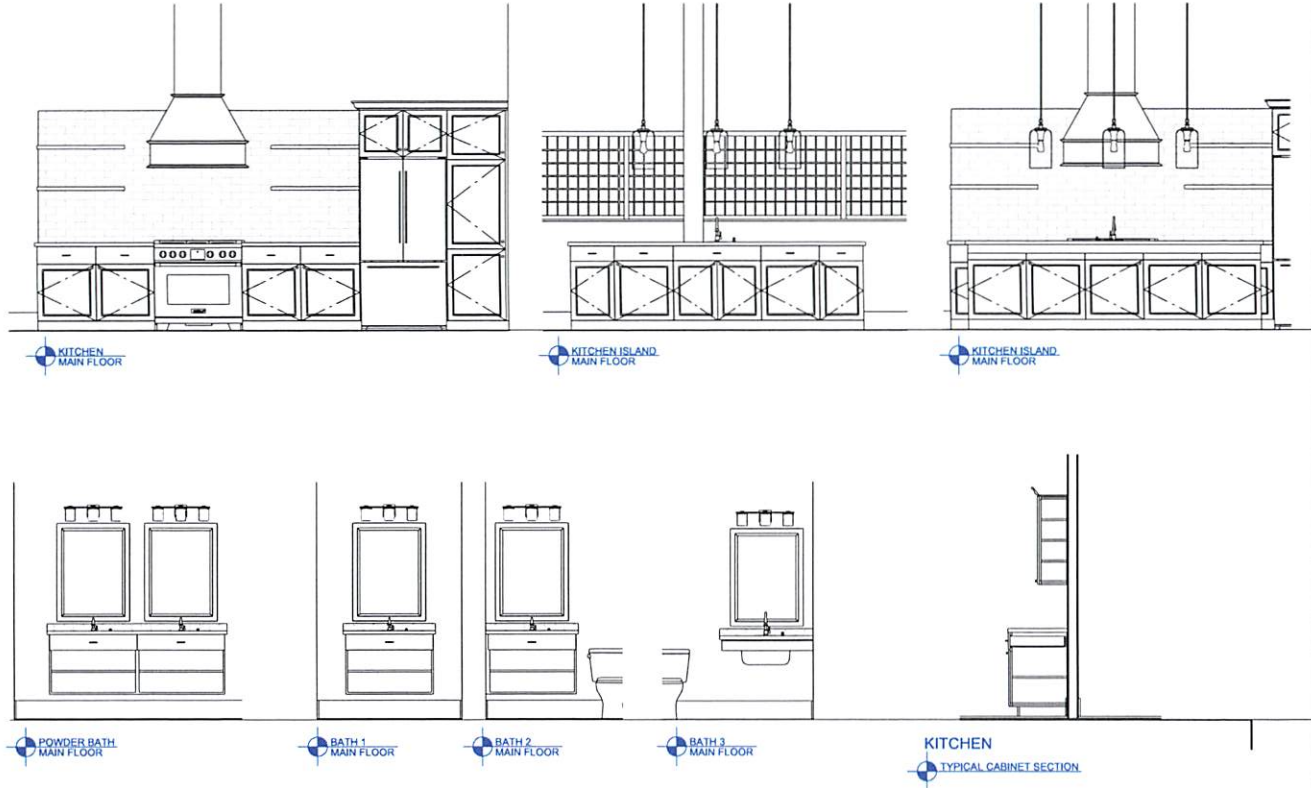 KITCHEN
MAIN FLOOR
KITCHEN ISLAND
MAIN FLOOR
KITCHEN ISLAND
MAIN FLOOR
POWDER BATH
MAIN FLOOR
BATH 1
MAIN FLOOR
BATH 2
MAIN FLOOR
BATH 3
MAIN FLOOR
KITCHEN
TYPICAL CABINET SECTION